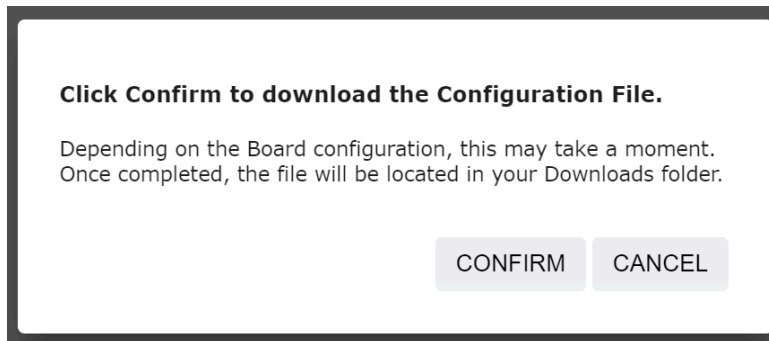 Click Confirm to download the Configuration File.
Depending on the Board configuration, this may take a moment.
Once completed, the file will be located in your Downloads folder.
CONFIRM CANCEL